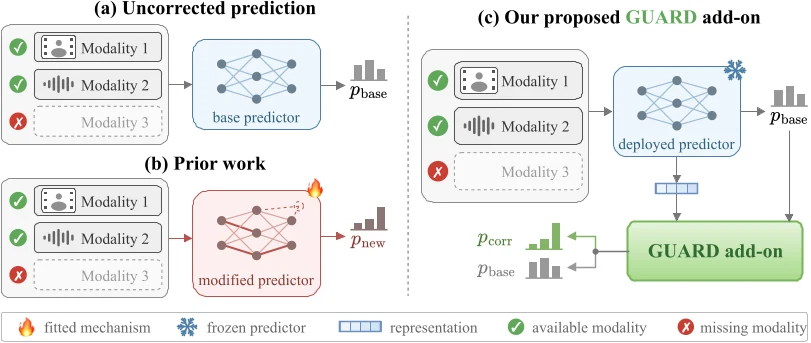 (a) Uncorrected prediction
Modality 1
Modality 2
Modality 3
base predictor
p_base
(b) Prior work
Modality 1
Modality 2
Modality 3
modified predictor
p_new
(c) Our proposed GUARD add-on
Modality 1
Modality 2
Modality 3
deployed predictor
p_base
p_corr
p_base
GUARD add-on
fitted mechanism
frozen predictor
representation
available modality
missing modality